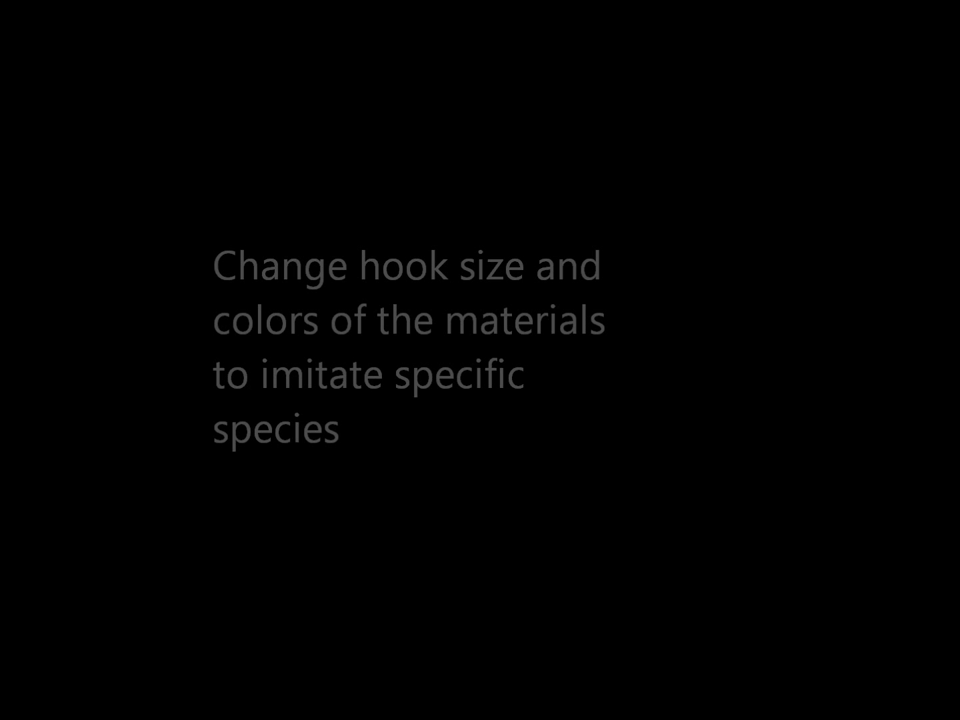 Change hook size and
colors of the materials
to imitate specific
species